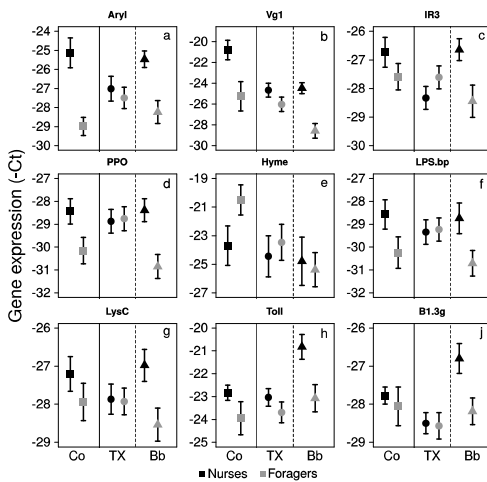 Aryl
Vg1
IR3
-24
-25
-26
-27
-28
-29
-30
a
-20
-22
-24
-26
-28
-30
b
-26
-27
-28
-29
-30
c
PPO
Hyme
LPS.bp
-27
-28
-29
-30
-31
-32
d
-19
-21
-23
-25
-27
e
-27
-28
-29
-30
-31
-32
f
LysC
Toll
B1.3g
-26
-27
-28
-29
g
-20
-21
-22
-23
-24
-25
h
-26
-27
-28
-29
j
Gene expression (-Ct)
Co TX Bb
Co TX Bb
Co TX Bb
Nurses Foragers